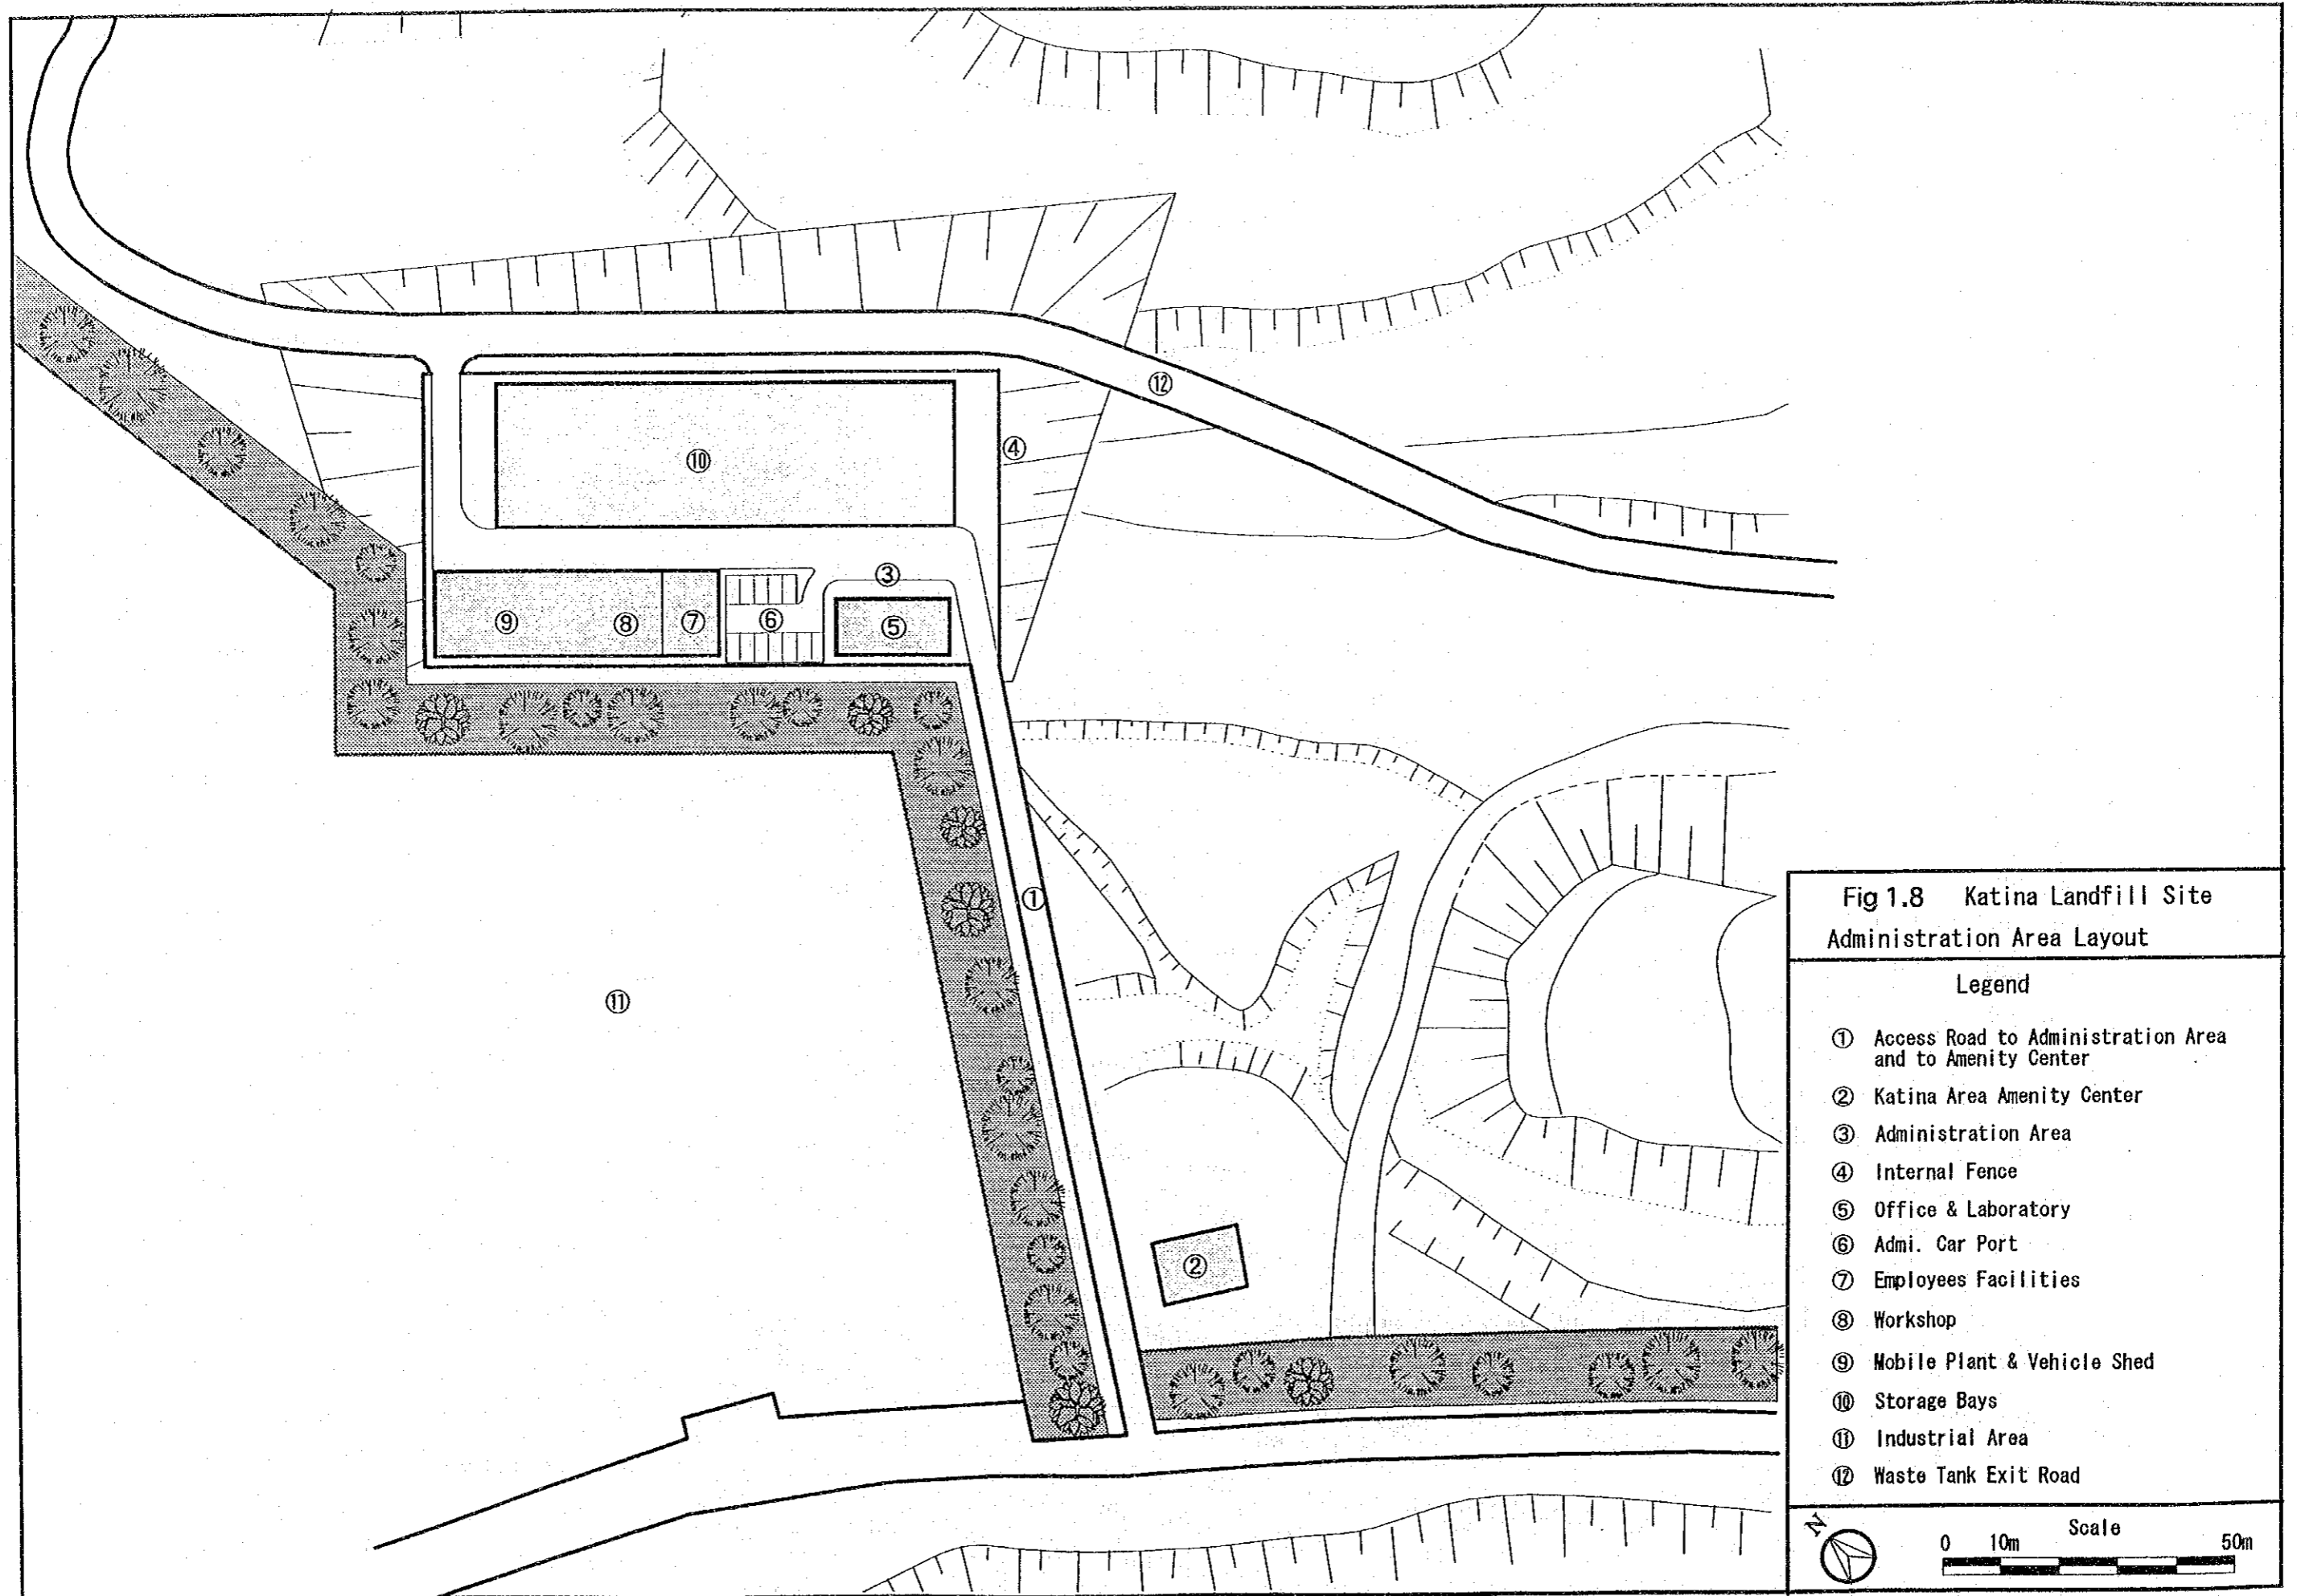 ⑫
④
⑩
③
⑨
⑧
⑦
⑥
⑤
①
⑪
②
Fig 1.8 Katina Landfill Site
Administration Area Layout
Legend
① Access Road to Administration Area
and to Amenity Center
② Katina Area Amenity Center
③ Administration Area
④ Internal Fence
⑤ Office & Laboratory
⑥ Admi. Car Port
⑦ Employees Facilities
⑧ Workshop
⑨ Mobile Plant & Vehicle Shed
⑩ Storage Bays
⑪ Industrial Area
⑫ Waste Tank Exit Road
N
Scale
0 10m 50m